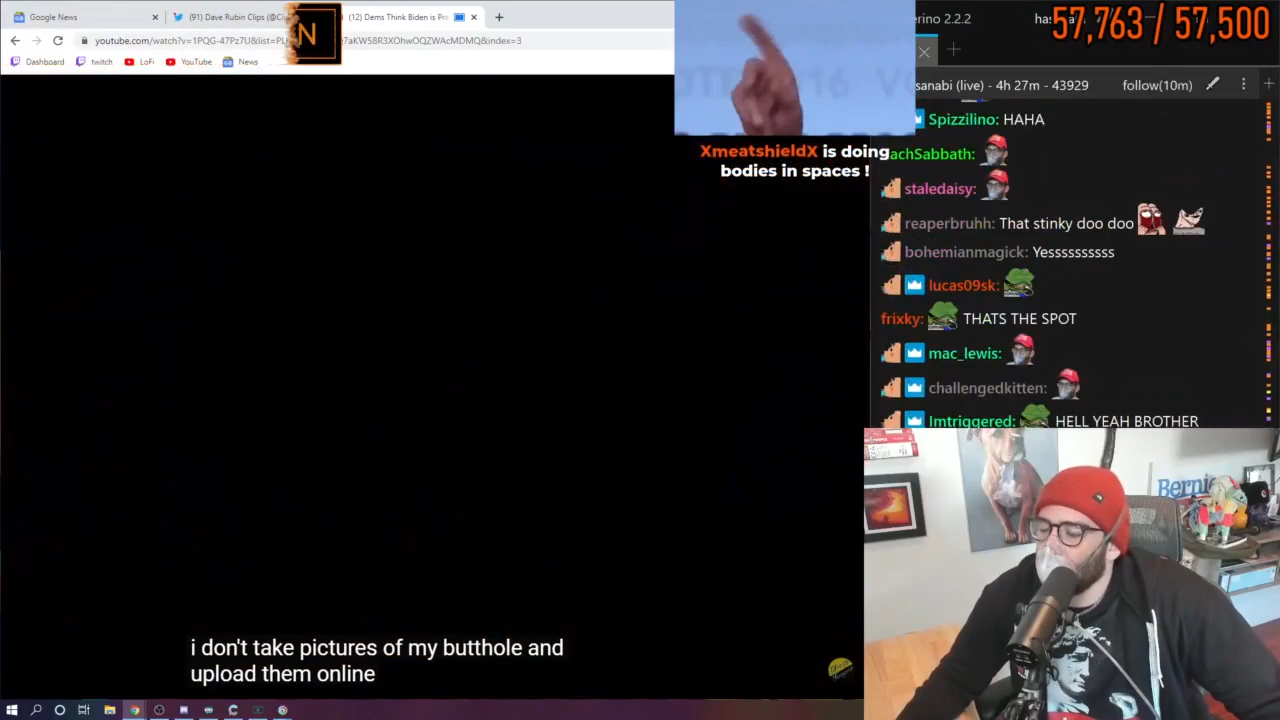 Google News
(91) Dave Rubin Clips (@Cl
N
(12) Dems Think Biden is Pre
youtube.com/watch?v=1PQG-47Pz7U&list=PL
7aKW58R3XOhwOQZWAcMDMQ&index=3
Dashboard
twitch
LoFi
YouTube
News
erino 2.2.2
has
57,763 / 57,500
sanabi (live) - 4h 27m - 43929
follow(10m)
XmeatshieldX is doing
bodies in spaces !
Spizzilino: HAHA
achSabbath:
staledaisy:
reaperbruhh: That stinky doo doo
bohemianmagick: Yesssssssss
lucas09sk:
frixky: THATS THE SPOT
mac_lewis:
challengedkitten:
Imtriggered: HELL YEAH BROTHER
Bernie
i don't take pictures of my butthole and
upload them online